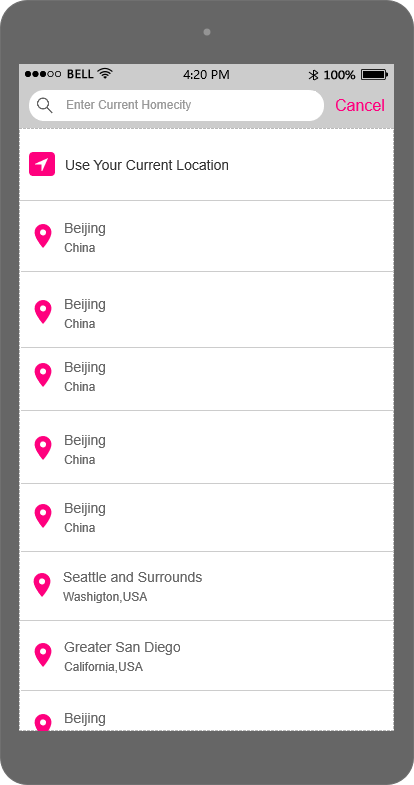 BELL 4:20 PM 100%
Enter Current Homecity Cancel
Use Your Current Location
Beijing
China
Beijing
China
Beijing
China
Beijing
China
Beijing
China
Seattle and Surrounds
Washigton,USA
Greater San Diego
California,USA
Beijing